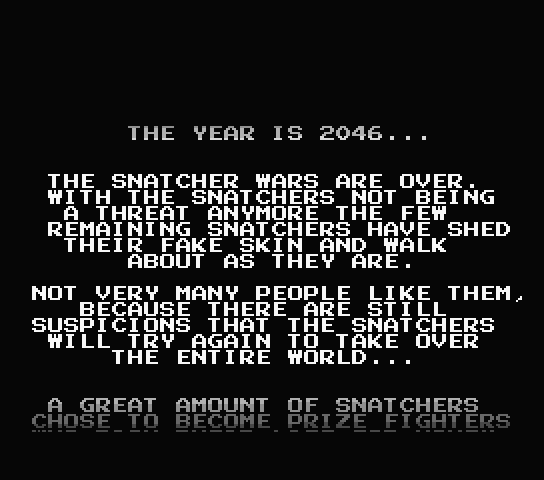 THE YEAR IS 2046...
THE SNATCHER WARS ARE OVER.
WITH THE SNATCHERS NOT BEING
A THREAT ANYMORE THE FEW
REMAINING SNATCHERS HAVE SHED
THEIR FAKE SKIN AND WALK
ABOUT AS THEY ARE.
NOT VERY MANY PEOPLE LIKE THEM,
BECAUSE THERE ARE STILL
SUSPICIONS THAT THE SNATCHERS
WILL TRY AGAIN TO TAKE OVER
THE ENTIRE WORLD...
A GREAT AMOUNT OF SNATCHERS
CHOSE TO BECOME PRIZE FIGHTERS